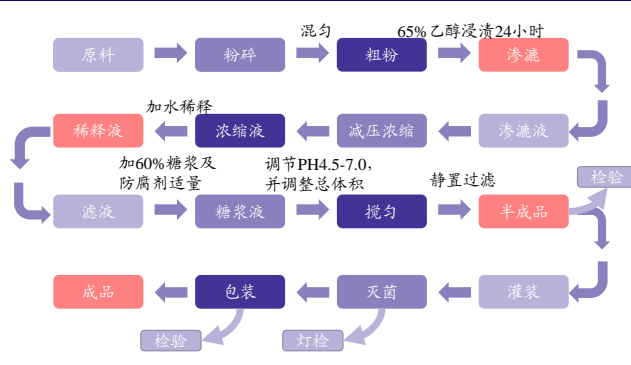 混匀
65%乙醇浸渍24小时
原料
粉碎
粗粉
渗漉
加水稀释
稀释液
浓缩液
减压浓缩
渗漉液
加60%糖浆及
防腐剂适量
调节PH4.5-7.0,
并调整总体积
静置过滤
检验
滤液
糖浆液
搅匀
半成品
成品
包装
灭菌
灌装
检验
灯检